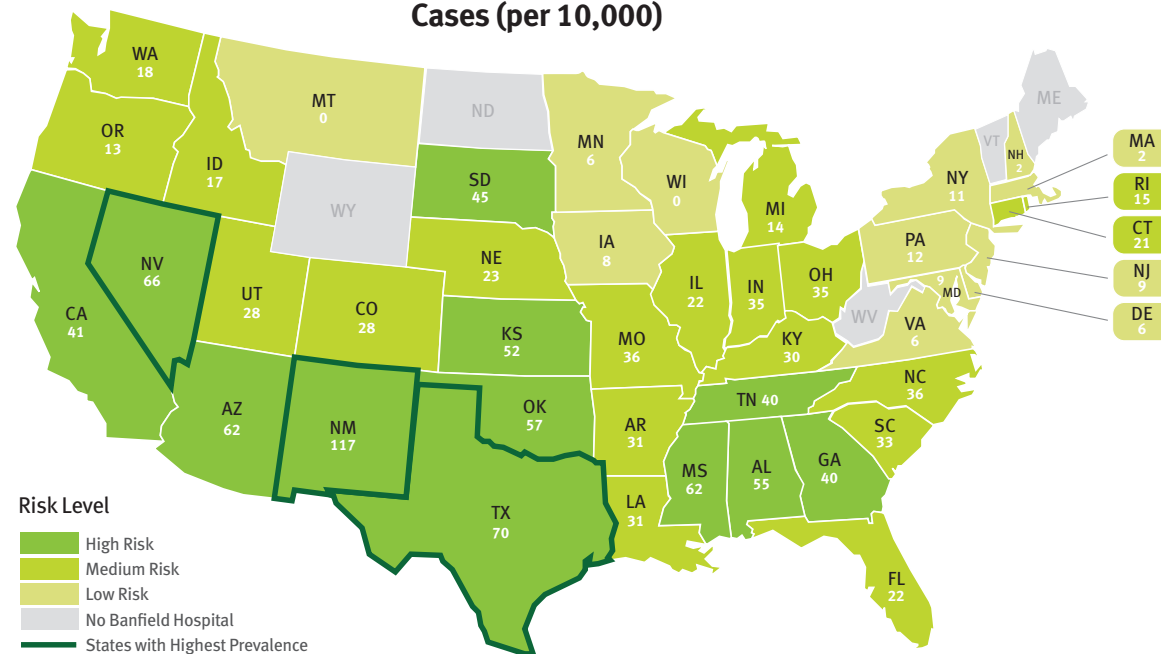 Cases (per 10,000)
WA
18
MT
0
ND
ME
OR
13
ID
17
MN
6
VT
NH
2
MA
2
SD
45
WI
0
NY
11
RI
15
WY
MI
14
CT
21
IA
8
PA
12
NE
23
NV
66
OH
35
NJ
9
IL
22
IN
35
9
MD
UT
28
CO
28
WV
DE
6
CA
41
VA
6
KS
52
MO
36
KY
30
NC
36
TN 40
AZ
62
OK
57
NM
117
AR
31
SC
33
MS
62
AL
55
GA
40
LA
31
TX
70
FL
22
Risk Level
High Risk
Medium Risk
Low Risk
No Banfield Hospital
States with Highest Prevalence